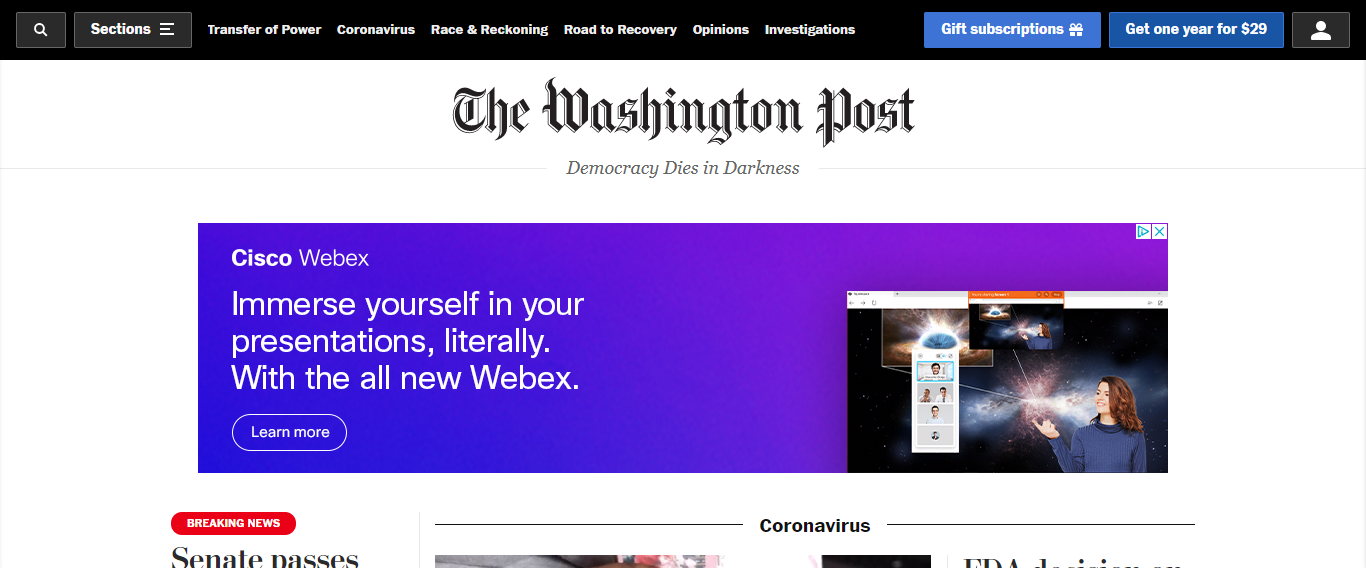 Sections
Transfer of Power
Coronavirus
Race & Reckoning
Road to Recovery
Opinions
Investigations
Gift subscriptions
Get one year for $29
The Washington Post
Democracy Dies in Darkness
Cisco Webex
Immerse yourself in your
presentations, literally.
With the all new Webex.
Learn more
BREAKING NEWS
Senate passes
Coronavirus
FDA decision on